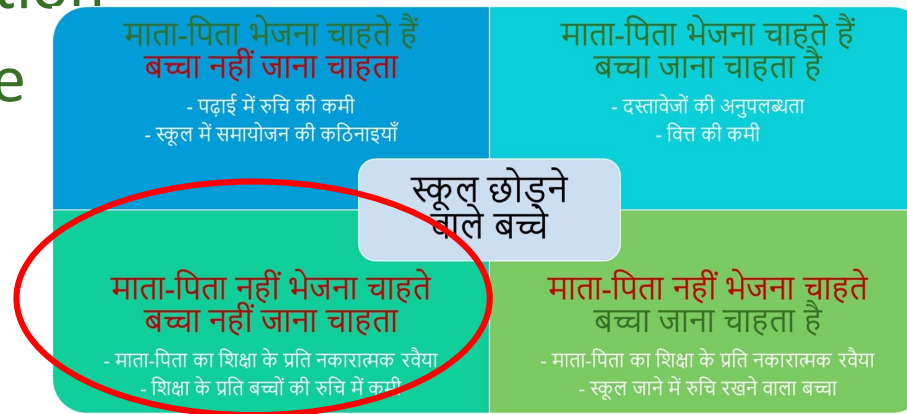 माता-पिता भेजना चाहते हैं
बच्चा नहीं जाना चाहता
- पढ़ाई में रुचि की कमी
- स्कूल में समायोजन की कठिनाइयाँ
माता-पिता भेजना चाहते हैं
बच्चा जाना चाहता है
- दस्तावेजों की अनुपलब्धता
- वित्त की कमी
स्कूल छोड़ने
वाले बच्चे
माता-पिता नहीं भेजना चाहते
बच्चा नहीं जाना चाहता
- माता-पिता का शिक्षा के प्रति नकारात्मक रवैया
- शिक्षा के प्रति बच्चों की रुचि में कमी
माता-पिता नहीं भेजना चाहते
बच्चा जाना चाहता है
- माता-पिता का शिक्षा के प्रति नकारात्मक रवैया
- स्कूल जाने में रुचि रखने वाला बच्चा